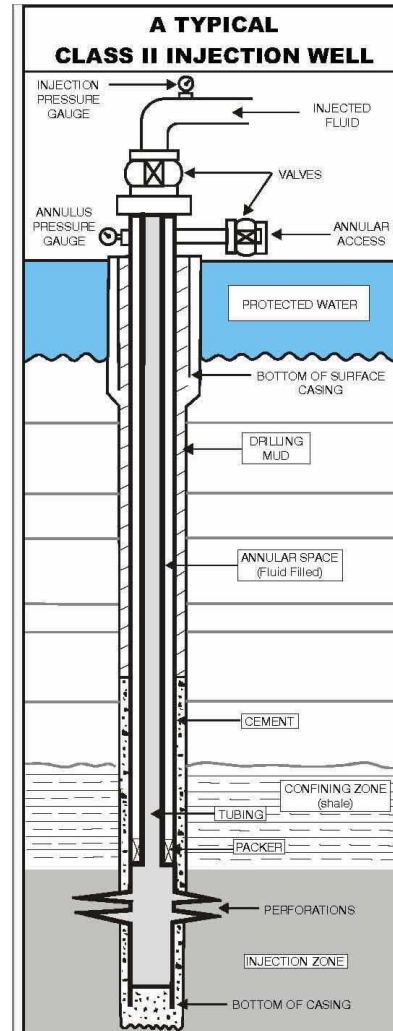 A TYPICAL
CLASS II INJECTION WELL
INJECTION
PRESSURE
GAUGE
INJECTED
FLUID
VALVES
ANNULUS
PRESSURE
GAUGE
ANNULAR
ACCESS
PROTECTED WATER
BOTTOM OF SURFACE
CASING
DRILLING
MUD
ANNULAR SPACE
(Fluid Filled)
CEMENT
CONFINING ZONE
(shale)
TUBING
PACKER
PERFORATIONS
INJECTION ZONE
BOTTOM OF CASING